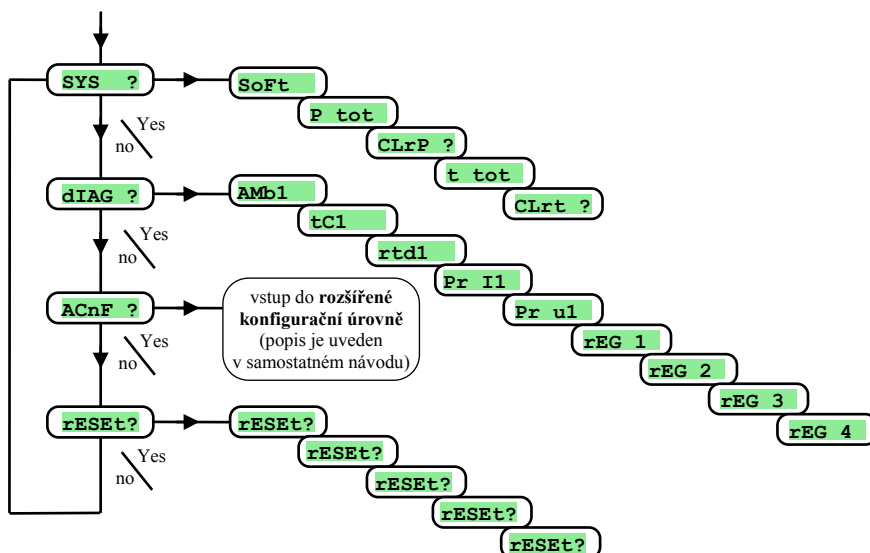 SYS ?
SoFt
P tot
CLrP ?
t tot
CLrt ?
Yes
no
dIAG ?
AMb1
tC1
rtd1
Pr I1
Pr u1
rEG 1
rEG 2
rEG 3
rEG 4
Yes
no
ACnF ?
vstup do rozšířené
konfigurační úrovně
(popis je uveden
v samostatném návodu)
Yes
no
rESEt?
rESEt?
rESEt?
rESEt?
rESEt?
rESEt?
Yes
no